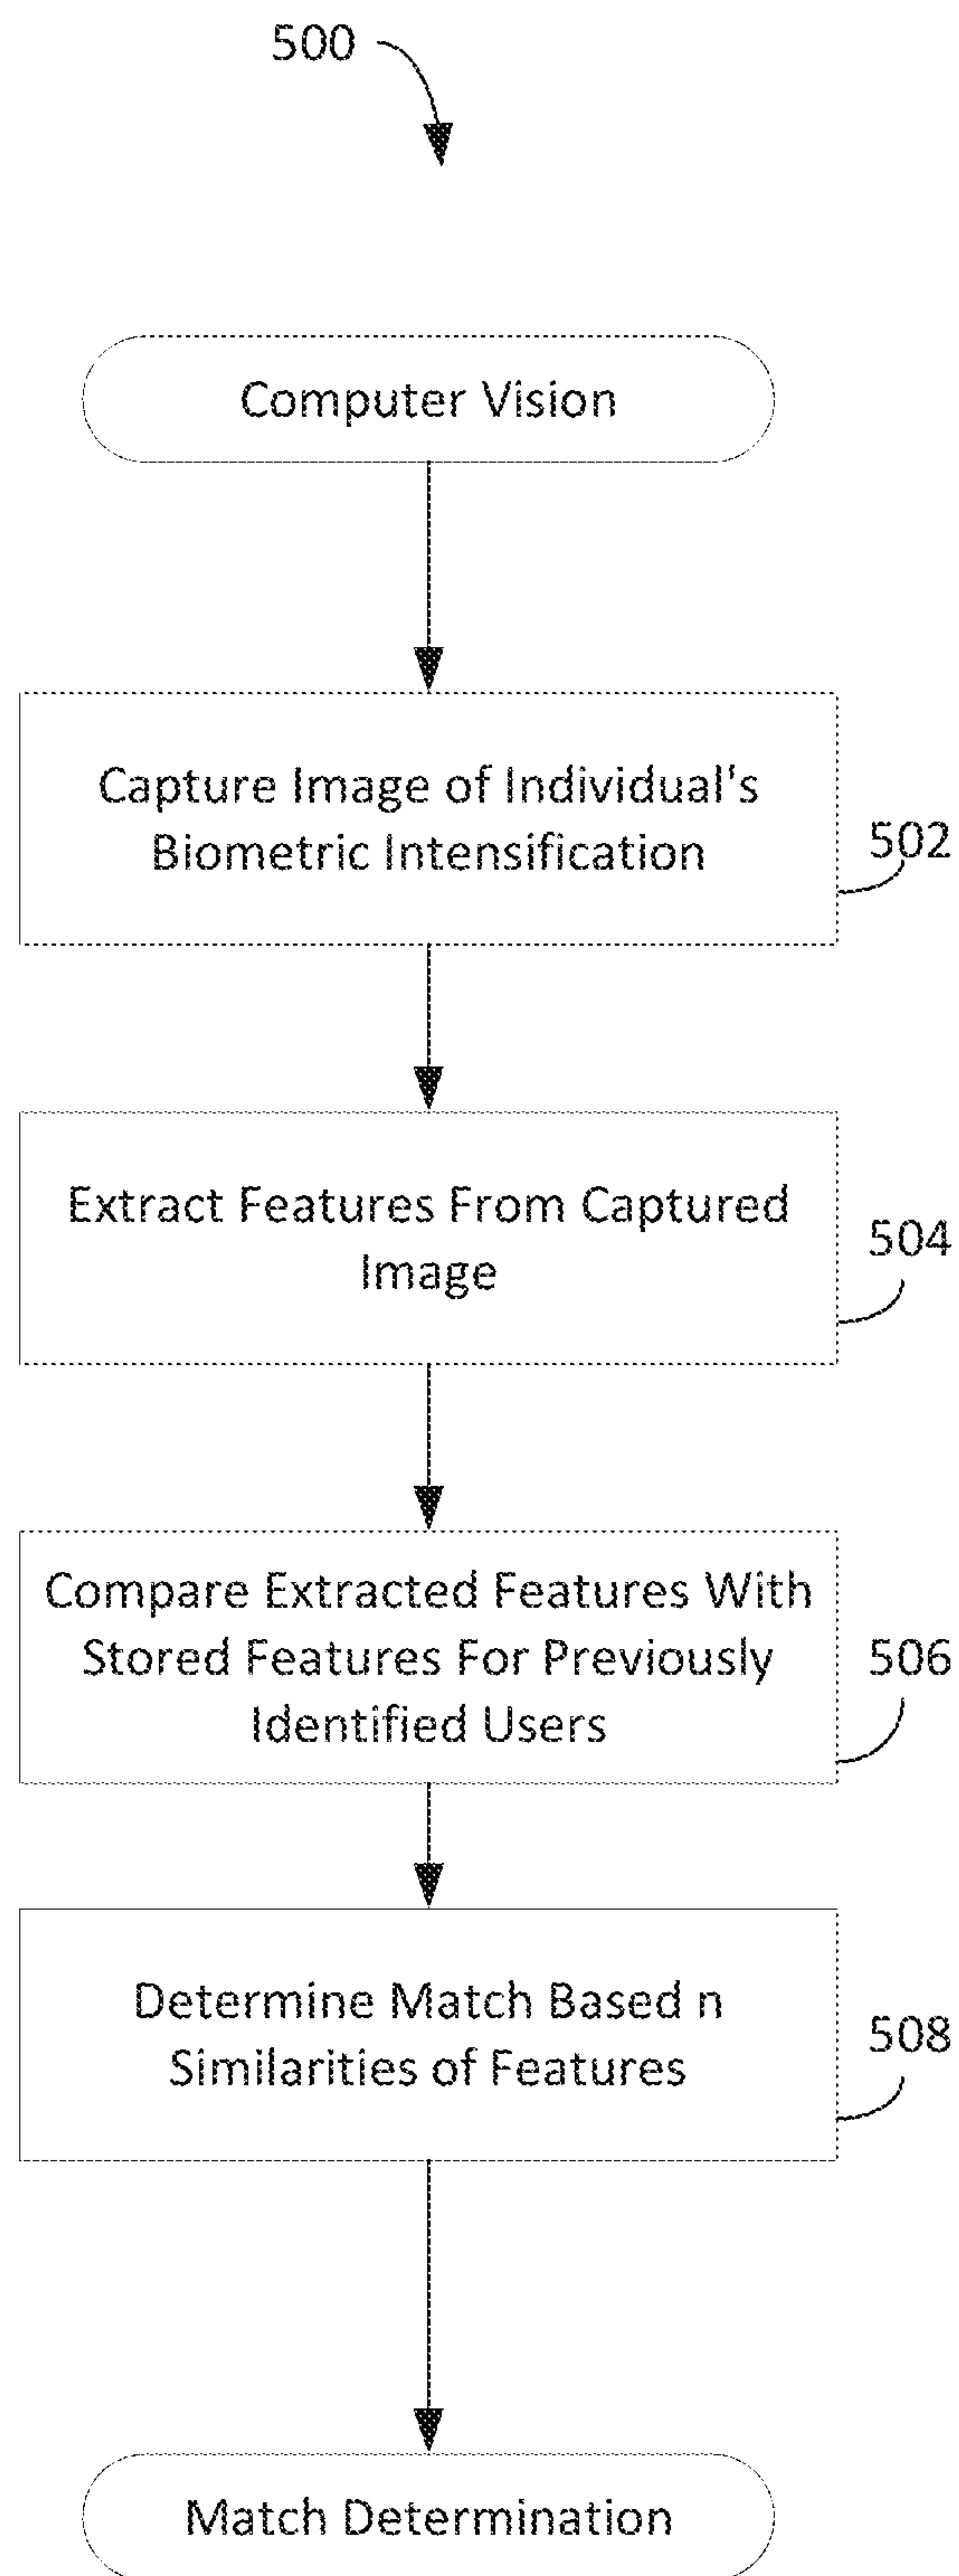 500
Computer Vision
Capture Image of Individual's
Biometric Intensification
502
Extract Features From Captured
Image
504
Compare Extracted Features With
Stored Features For Previously
Identified Users
506
Determine Match Based n
Similarities of Features
508
Match Determination